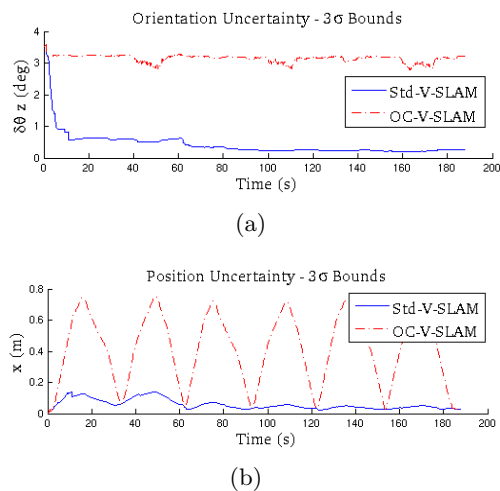 Orientation Uncertainty - 3σ Bounds
4
3
2
1
0
δθ z (deg)
Std-V-SLAM
OC-V-SLAM
0 20 40 60 80 100 120 140 160 180 200
Time (s)
(a)
Position Uncertainty - 3σ Bounds
0.8
0.6
0.4
0.2
0
x (m)
Std-V-SLAM
OC-V-SLAM
0 20 40 60 80 100 120 140 160 180 200
Time (s)
(b)